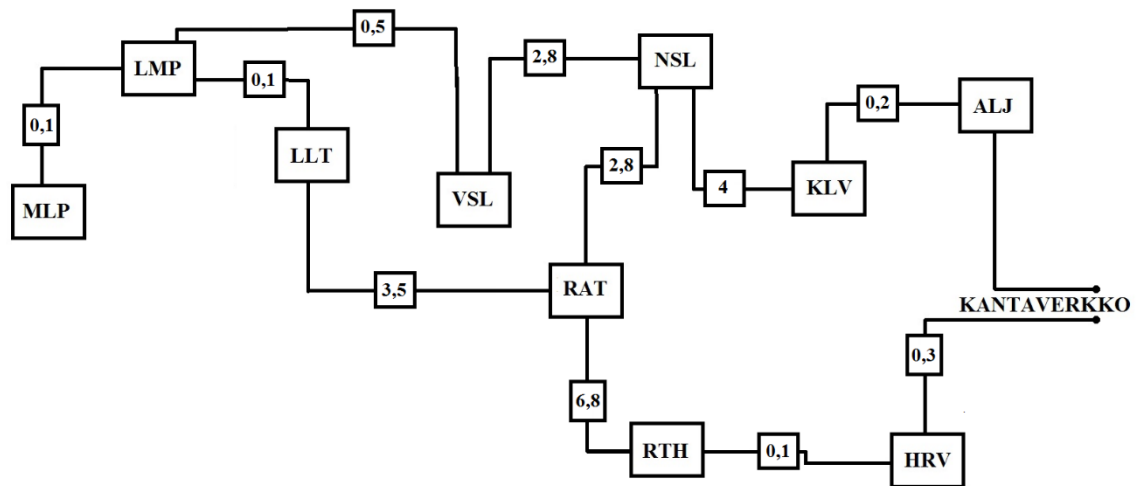 0,5
2,8
NSL
LMP
0,1
0,2
ALJ
0,1
LLT
2,8
KLV
4
VSL
MLP
3,5
RAT
KANTAVERKKO
0,3
6,8
RTH
0,1
HRV